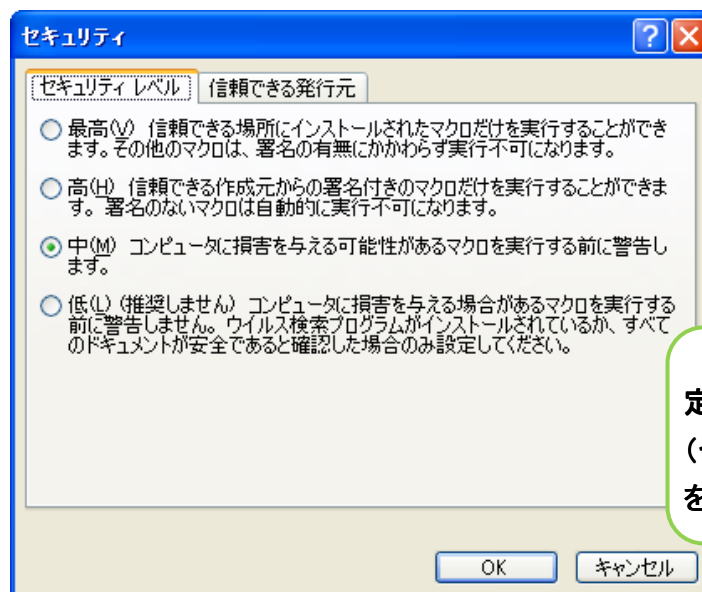 セキュリティ
セキュリティ レベル 信頼できる発行元
最高(V) 信頼できる場所にインストールされたマクロだけを実行することができ
ます。その他のマクロは、署名の有無にかかわらず実行不可になります。
高(H) 信頼できる作成元からの署名付きのマクロだけを実行することができま
す。 署名のないマクロは自動的に実行不可になります。
中(M) コンピュータに損害を与える可能性があるマクロを実行する前に警告し
ます。
低(L) (推奨しません) コンピュータに損害を与える場合があるマクロを実行する
前に警告しません。ウイルス検索プログラムがインストールされているか、すべて
のドキュメントが安全であると確認した場合のみ設定してください。
定
(
を
OK キャンセル